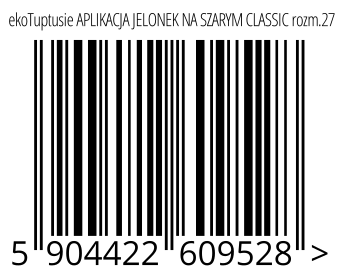 ekoTuptusie APLIKACJA JELONEK NA SZARYM CLASSIC rozm.27
5 904422 609528 >